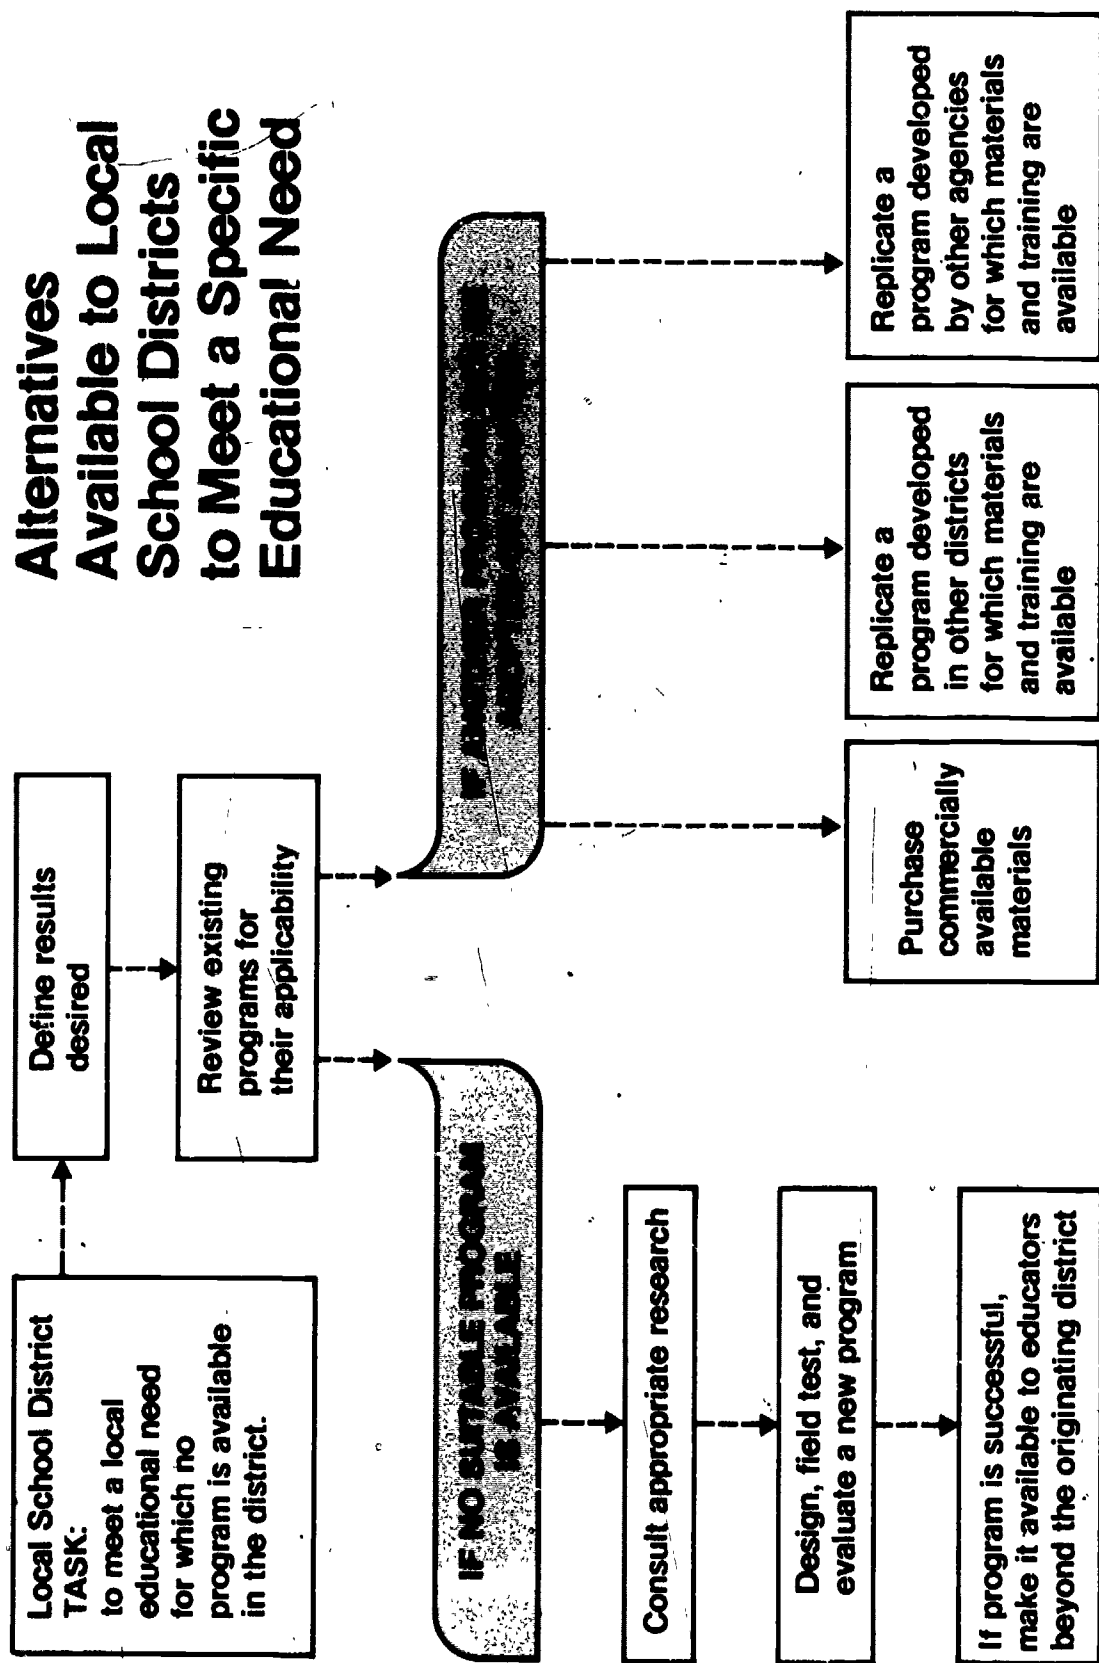 Alternatives
Available to Local
School Districts
to Meet a Specific
Educational Need
Local School District
TASK:
to meet a local
educational need
for which no
program is available
in the district.
Define results
desired
Review existing
programs for
their applicability
IF NO SUITABLE PROGRAM
IS AVAILABLE
IF ANOTHER PROGRAM
Consult appropriate research
Design, field test, and
evaluate a new program
If program is successful,
make it available to educators
beyond the originating district
Purchase
commercially
available
materials
Replicate a
program developed
in other districts
for which materials
and training are
available
Replicate a
program developed
by other agencies
for which materials
and training are
available